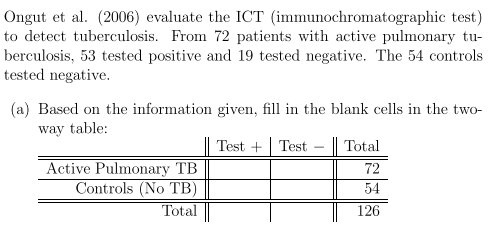 Ongut et al. (2006) evaluate the ICT (immunochromatographic test)
to detect tuberculosis. From 72 patients with active pulmonary tu-
berculosis, 53 tested positive and 19 tested negative. The 54 controls
tested negative.
(a) Based on the information given, fill in the blank cells in the two-
way table:
Test + Test − Total
Active Pulmonary TB 72
Controls (No TB) 54
Total 126